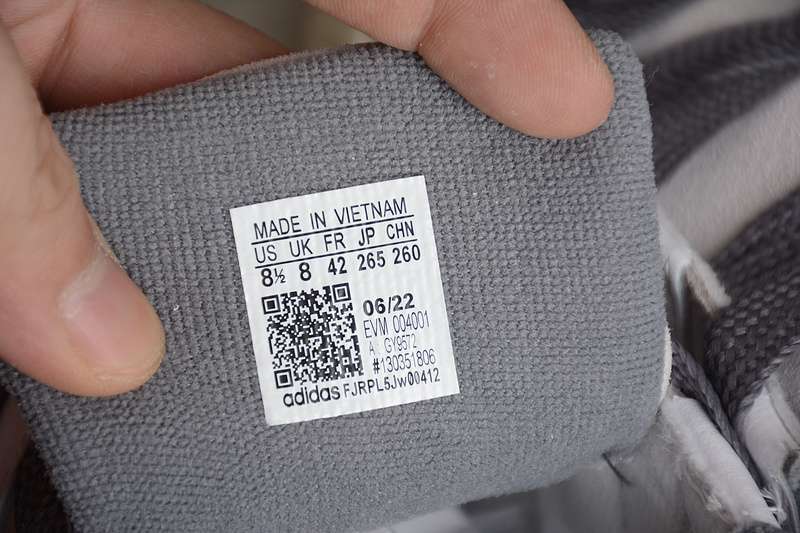 MADE IN VIETNAM
US UK FR JP CHN
8½ 8 42 265 260
06/22
EVM 004001
A. GY9572
#130351806
adidas FJRPL5Jw00412